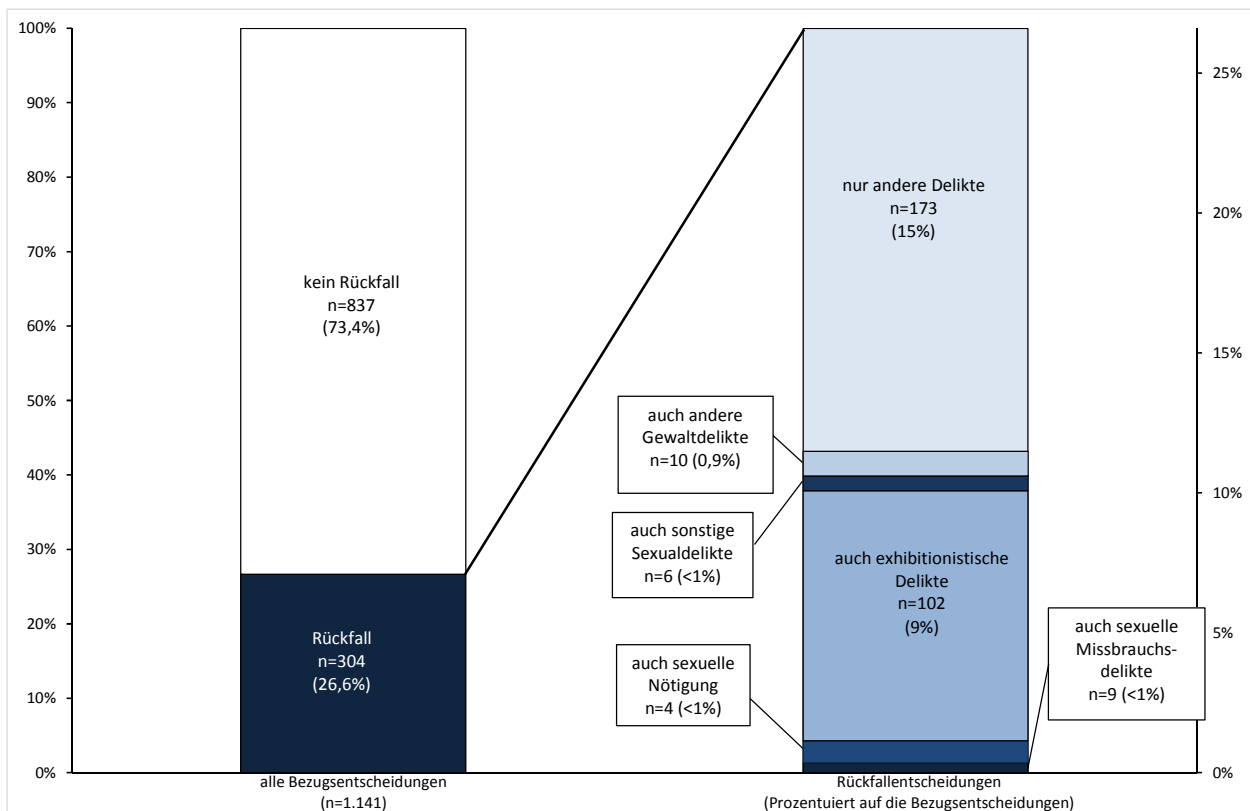 100%
90%
80%
70%
60%
50%
40%
30%
20%
10%
0%
kein Rückfall
n=837
(73,4%)
Rückfall
n=304
(26,6%)
alle Bezugsentscheidungen
(n=1.141)
nur andere Delikte
n=173
(15%)
auch andere
Gewaltdelikte
n=10 (0,9%)
auch sonstige
Sexualdelikte
n=6 (<1%)
auch exhibitionistische
Delikte
n=102
(9%)
auch sexuelle
Nötigung
n=4 (<1%)
auch sexuelle
Missbrauchs-
delikte
n=9 (<1%)
Rückfallentscheidungen
(Prozentuiert auf die Bezugsentscheidungen)
25%
20%
15%
10%
5%
0%